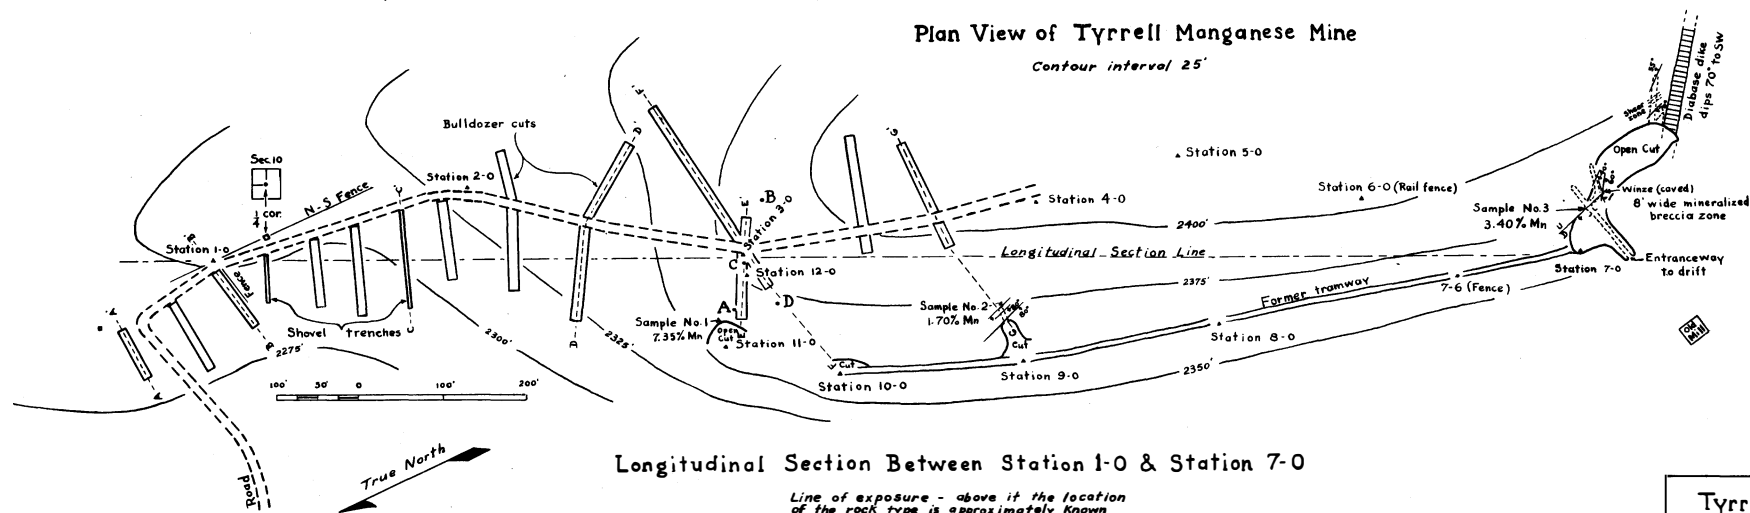 Plan View of Tyrrell Manganese Mine
Contour interval 25'
Diabase dike
dips 70° to SW
Shear
zone
Open Cut
Bulldozer cuts
Sec. 10
1/4 cor.
N-S Fence
Station 2-0
Station 1-0
Fence
Shovel trenches
2275'
2300'
2325'
B
Station 3-0
C
Station 12-0
D
A
Sample No. 1
7.35% Mn
Open
Cut
Station 11-0
Station 5-0
Station 4-0
Station 6-0 (Rail fence)
2400'
Longitudinal Section Line
2375'
Winze (caved)
8' wide mineralized
breccia zone
Sample No. 3
3.40% Mn
Entranceway
to drift
Station 7-0
7-6 (Fence)
Former tramway
Sample No. 2
1.70% Mn
Cut
Cut
Station 8-0
Station 9-0
Station 10-0
2350'
Old
Mill
100' 50' 0 100' 200'
True North
Road
Longitudinal Section Between Station 1-0 & Station 7-0
Line of exposure - above it the location
of the rock type is approximately known
Tyrr